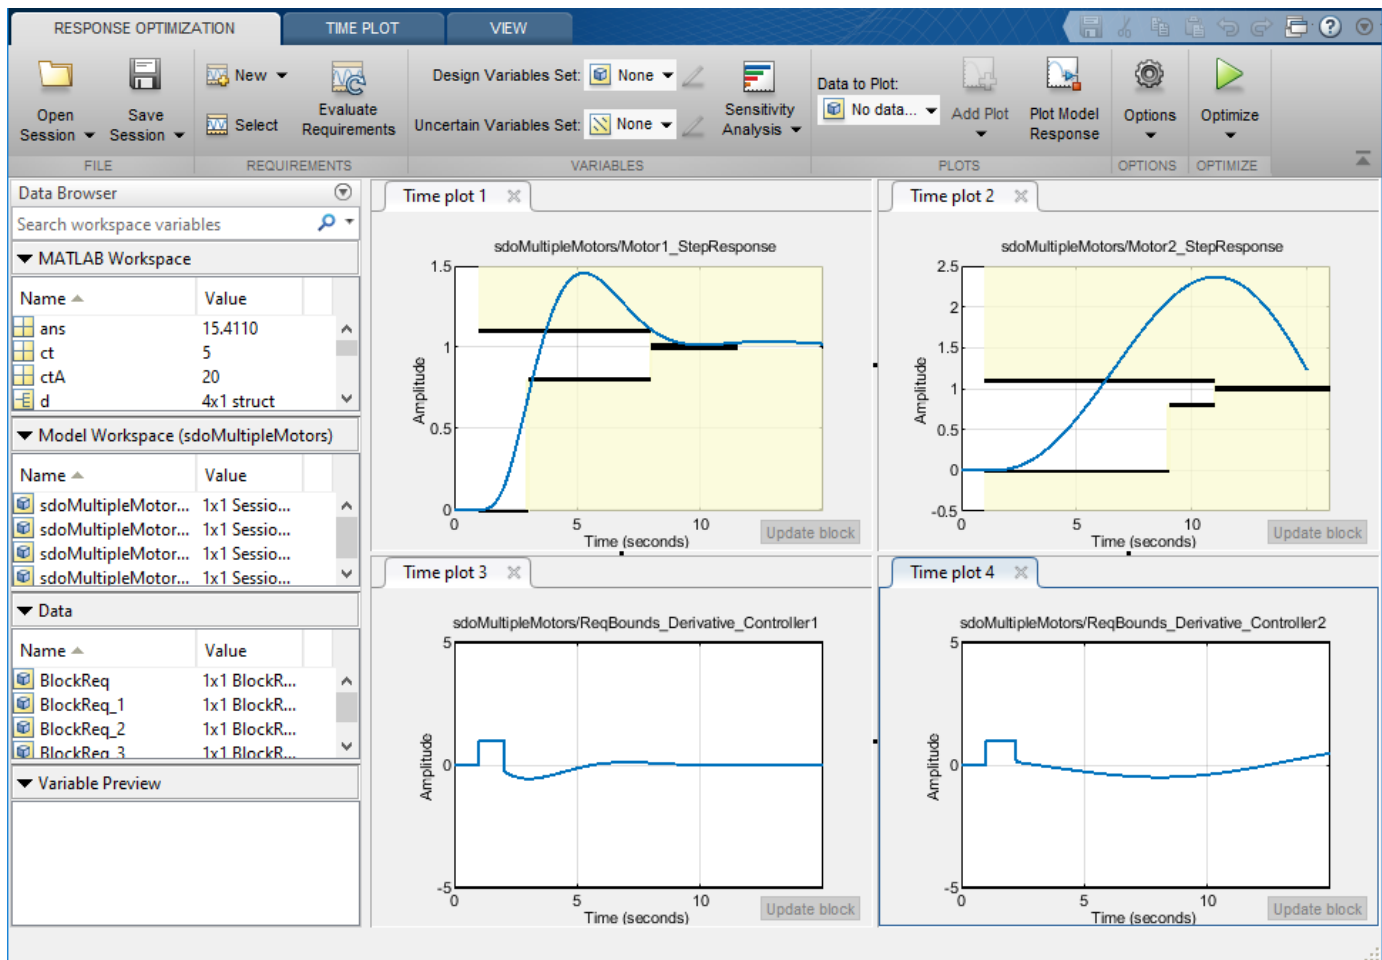 RESPONSE OPTIMIZATION
TIME PLOT
VIEW
Open Session
Save Session
New
Select
Evaluate Requirements
Design Variables Set: None
Uncertain Variables Set: None
Sensitivity Analysis
Data to Plot:
No data...
Add Plot
Plot Model Response
Options
Optimize
FILE
REQUIREMENTS
VARIABLES
PLOTS
OPTIONS
OPTIMIZE
Data Browser
Search workspace variables
MATLAB Workspace
Name Value
ans 15.4110
ct 5
ctA 20
d 4x1 struct
Model Workspace (sdoMultipleMotors)
Name Value
sdoMultipleMotor... 1x1 Sessio...
sdoMultipleMotor... 1x1 Sessio...
sdoMultipleMotor... 1x1 Sessio...
sdoMultipleMotor... 1x1 Sessio...
Data
Name Value
BlockReq 1x1 BlockR...
BlockReq_1 1x1 BlockR...
BlockReq_2 1x1 BlockR...
BlockReq_3 1x1 BlockR...
Variable Preview
Time plot 1
sdoMultipleMotors/Motor1_StepResponse
1.5
1
0.5
0
Amplitude
0 5 10
Time (seconds)
Update block
Time plot 2
sdoMultipleMotors/Motor2_StepResponse
2.5
2
1.5
1
0.5
0
-0.5
Amplitude
0 5 10
Time (seconds)
Update block
Time plot 3
sdoMultipleMotors/ReqBounds_Derivative_Controller1
5
0
-5
Amplitude
0 5 10
Time (seconds)
Update block
Time plot 4
sdoMultipleMotors/ReqBounds_Derivative_Controller2
5
0
-5
Amplitude
0 5 10
Time (seconds)
Update block